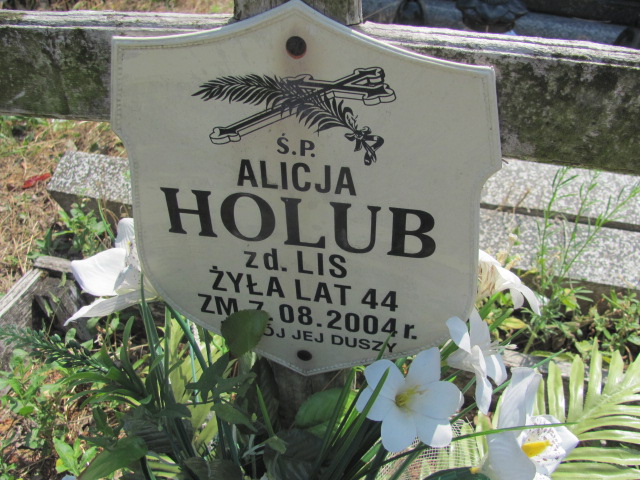 Ś.P.
ALICJA
HOLUB
zd. LIS
ŻYŁA LAT 44
ZM. 7.08.2004 r.
JEJ DUSZY